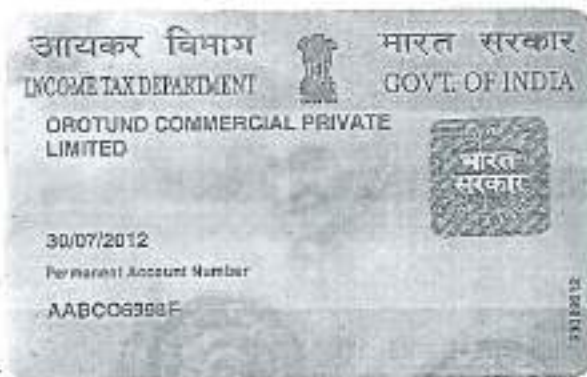 आयकर विभाग
भारत सरकार
INCOME TAX DEPARTMENT
GOVT. OF INDIA
OROTUND COMMERCIAL PRIVATE
LIMITED
भारत
सरकार
30/07/2012
Permanent Account Number